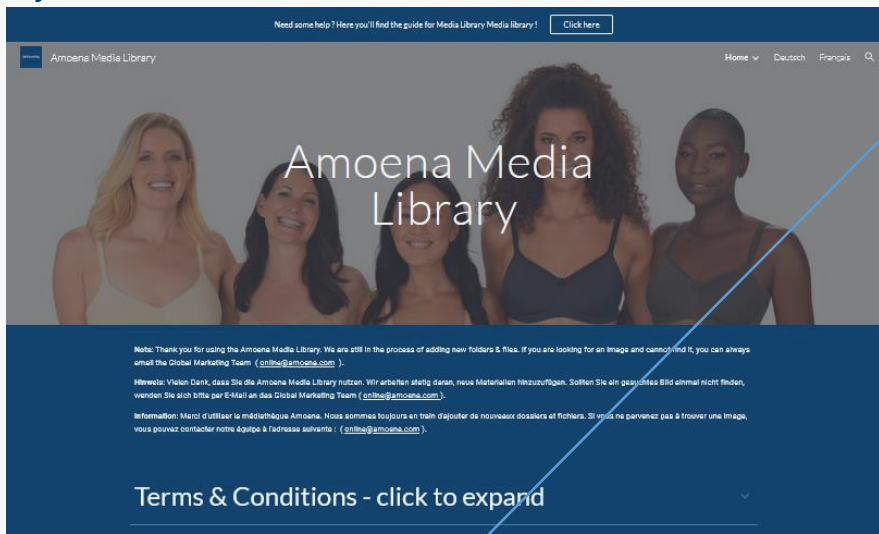 Need some help ? Here you'll find the guide for Media Library Media library !
Click here
Amoena Media Library
Home
Deutsch
Français
Amoena Media
Library
Note: Thank you for using the Amoena Media Library. We are still in the process of adding new folders & files. If you are looking for an image and cannot find it, you can always
email the Global Marketing Team ( online@amoena.com ).
Hinweis: Vielen Dank, dass Sie die Amoena Media Library nutzen. Wir arbeiten stetig daran, neue Materialien hinzuzufügen. Sollten Sie ein gesuchtes Bild einmal nicht finden,
wenden Sie sich bitte per E-Mail an das Global Marketing Team ( online@amoena.com ).
Information: Merci d'utiliser la médiathèque Amoena. Nous sommes toujours en train d'ajouter de nouveaux dossiers et fichiers. Si vous ne parvenez pas à trouver une image,
vous pouvez contacter notre équipe à l'adresse suivante : ( online@amoena.com ).
Terms & Conditions - click to expand